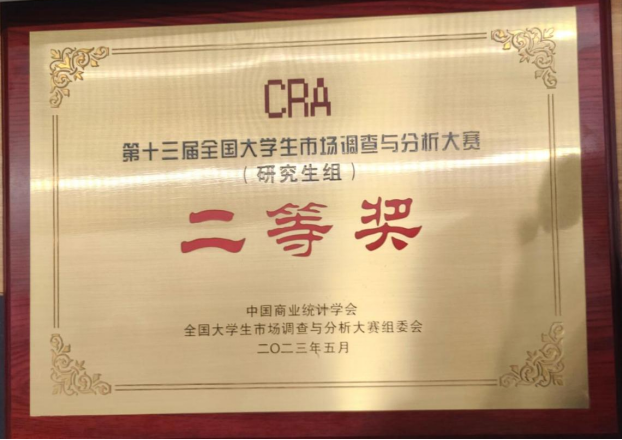 CRA
第十三届全国大学生市场调查与分析大赛
（研究生组）
二等奖
中国商业统计学会
全国大学生市场调查与分析大赛组委会
二〇二三年五月